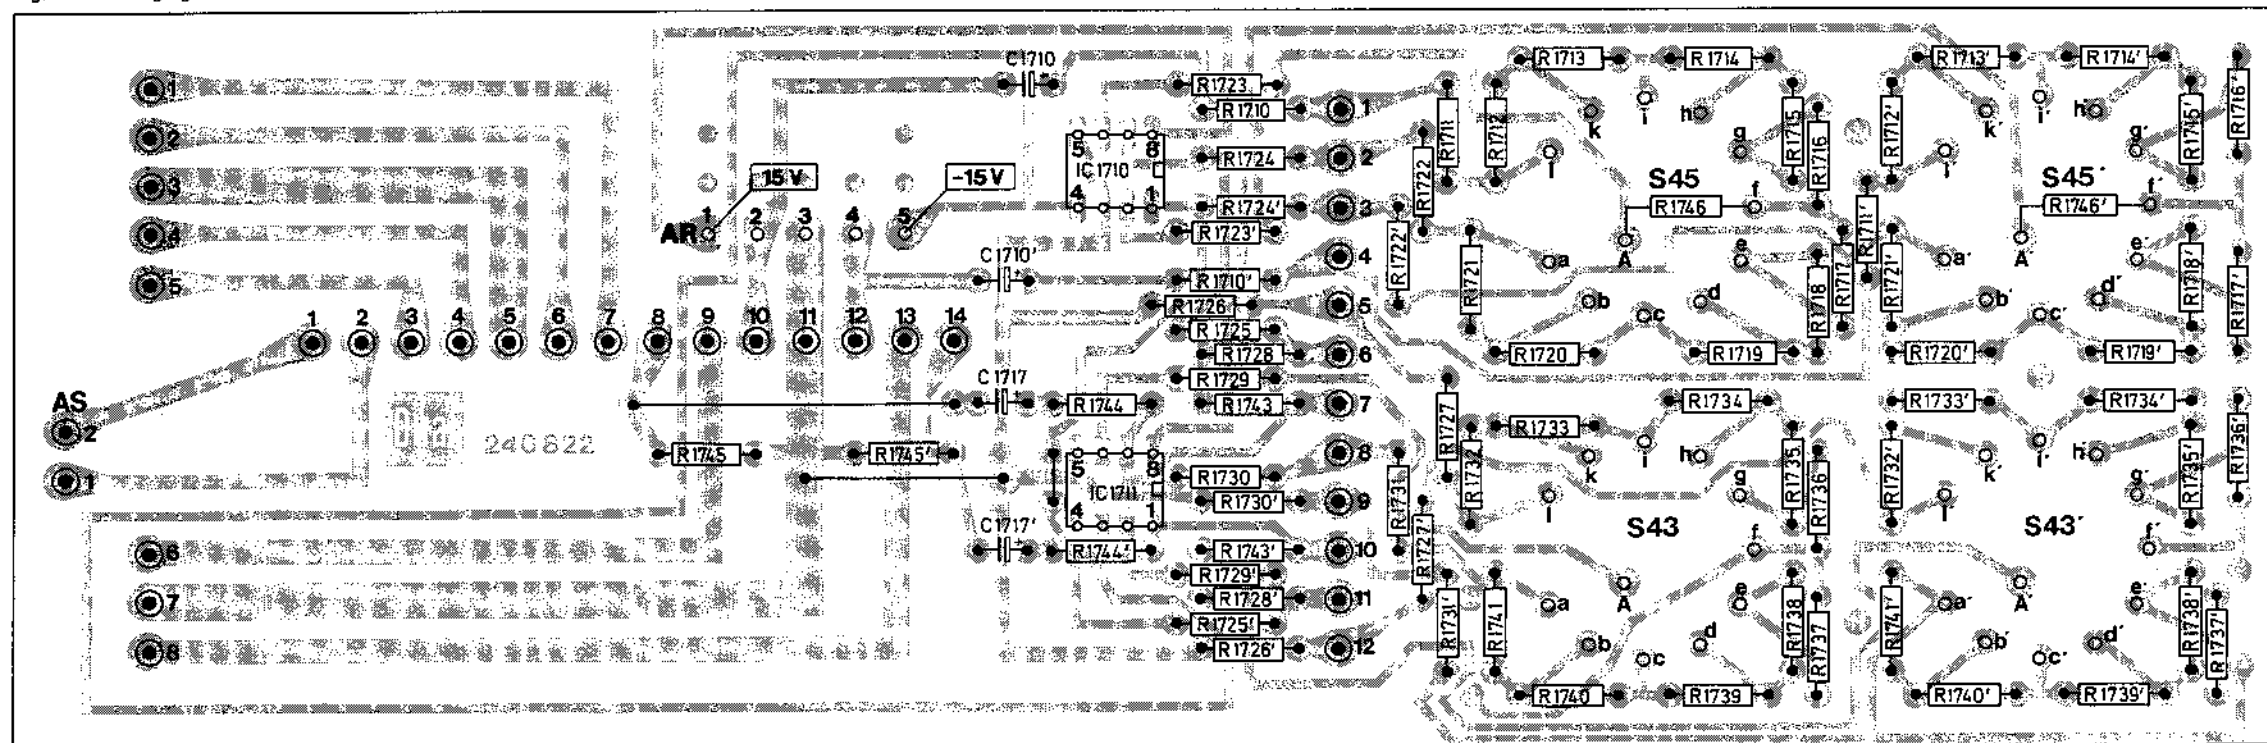 C1710
R1713
R1714
R1713'
R1714'
1
R1723
R1710
1
R1711
R1712
k
i
h
R1715
R1716
R1712'
k'
i'
h'
R1715'
R1716'
2
5
8
IC1710
4
1
R1724
2
R1722
l
g
l'
g'
3
15 V
-15 V
S45
S45'
R1724'
3
R1746
f
R1746'
f'
4
AR
1
2
3
4
5
R1723'
R1722'
R1721
A
e
R1717
R1711'
R1721'
A'
e'
R1718'
R1717'
C1710'
4
a
a'
5
R1710'
R1718
R1726
5
b
d
b'
d'
1
2
3
4
5
6
7
8
9
10
11
12
13
14
R1725
c
c'
R1728
6
R1720
R1719
R1720'
R1719'
C1717
R1729
AS
R1744
R1743
7
R1727
R1734
R1733'
R1734'
2
240822
R1733
i
i'
R1736'
R1745
R1745'
5
8
IC1711
4
1
8
R1732
k
h
R1735
R1736
R1732'
k'
h'
R1735'
1
R1730
R1731
l
g
l'
g'
R1730'
9
R1727'
S43
S43'
C1717'
6
R1744'
R1743'
10
f
f'
R1729'
A
A'
7
R1728'
11
R1731'
R1741
a
e
R1738
R1737
R1741'
a'
e'
R1738'
R1737'
R1725'
8
R1726'
12
b
d
b'
d'
c
c'
R1740
R1739
R1740'
R1739'